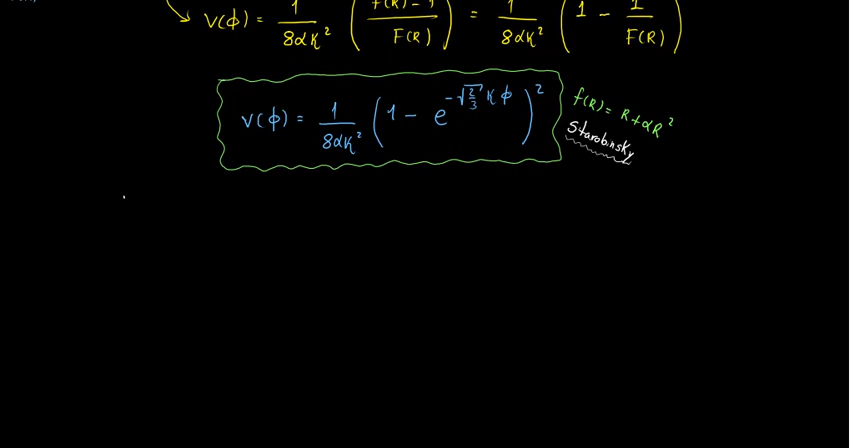 V(ϕ) = 1/(8ακ²) (F(R) - 1 / F(R)) = 1/(8ακ²) (1 - 1/F(R))
V(ϕ) = 1/(8ακ²) (1 - e^(-√(2/3) κϕ))²
f(R) = R + αR²
Starobinsky